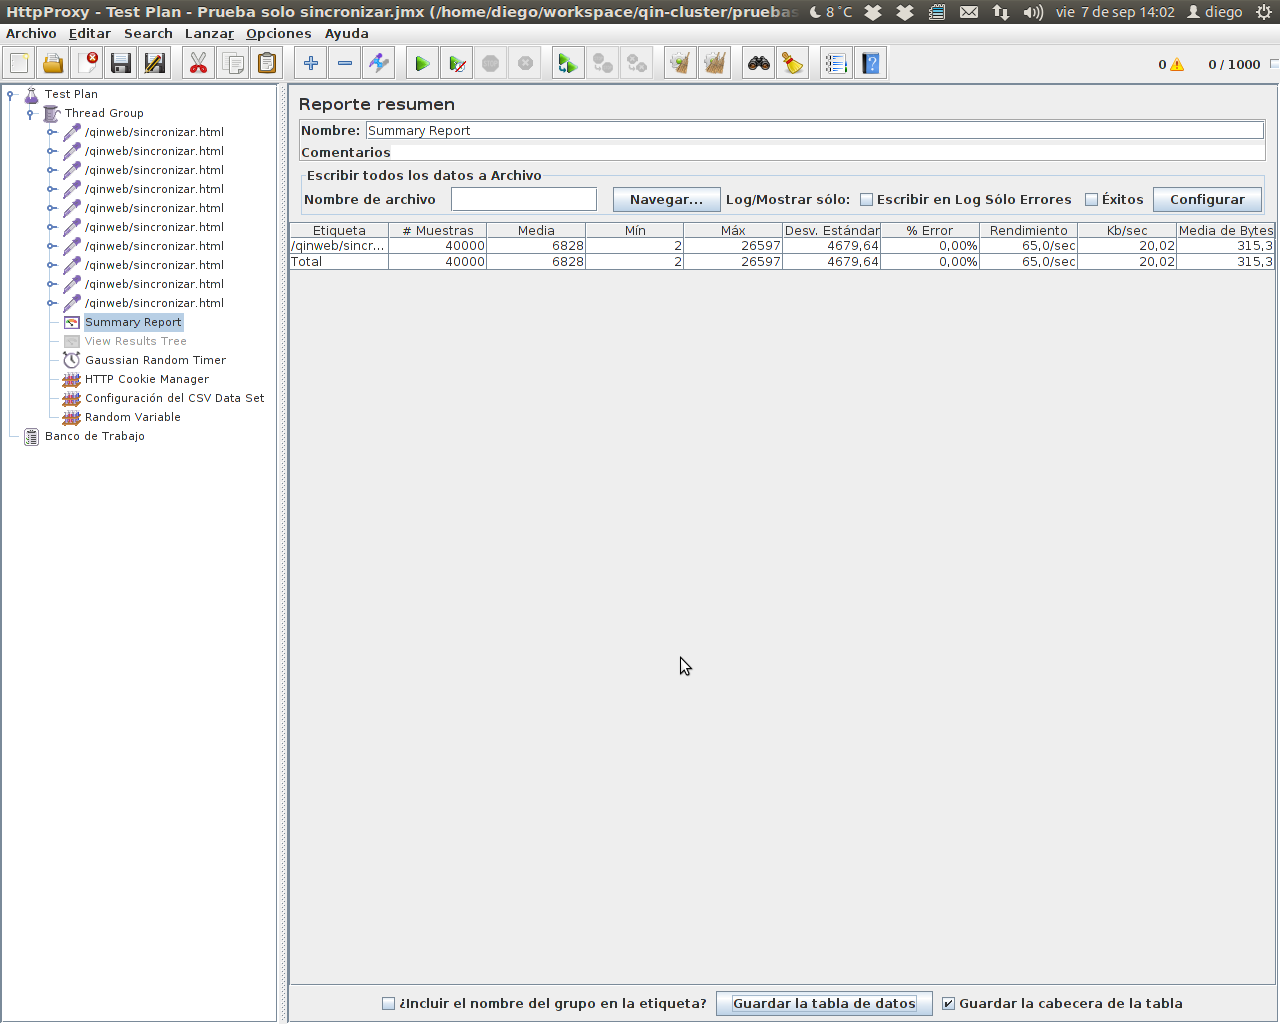 HttpProxy - Test Plan - Prueba solo sincronizar.jmx (/home/diego/workspace/qin-cluster/pruebas 8°C vie 7 de sep 14:02 diego
Archivo Editar Search Lanzar Opciones Ayuda
0 0 / 1000
Test Plan
Thread Group
/qinweb/sincronizar.html
/qinweb/sincronizar.html
/qinweb/sincronizar.html
/qinweb/sincronizar.html
/qinweb/sincronizar.html
/qinweb/sincronizar.html
/qinweb/sincronizar.html
/qinweb/sincronizar.html
/qinweb/sincronizar.html
/qinweb/sincronizar.html
Summary Report
View Results Tree
Gaussian Random Timer
HTTP Cookie Manager
Configuración del CSV Data Set
Random Variable
Banco de Trabajo
Reporte resumen
Nombre: Summary Report
Comentarios
Escribir todos los datos a Archivo
Nombre de archivo Navegar... Log/Mostrar sólo: Escribir en Log Sólo Errores Éxitos Configurar
Etiqueta # Muestras Media Mín Máx Desv. Estándar % Error Rendimiento Kb/sec Media de Bytes
/qinweb/sincr... 40000 6828 2 26597 4679,64 0,00% 65,0/sec 20,02 315,3
Total 40000 6828 2 26597 4679,64 0,00% 65,0/sec 20,02 315,3
¿Incluir el nombre del grupo en la etiqueta? Guardar la tabla de datos Guardar la cabecera de la tabla